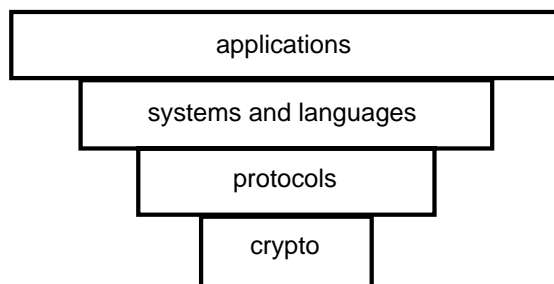 applications
systems and languages
protocols
crypto